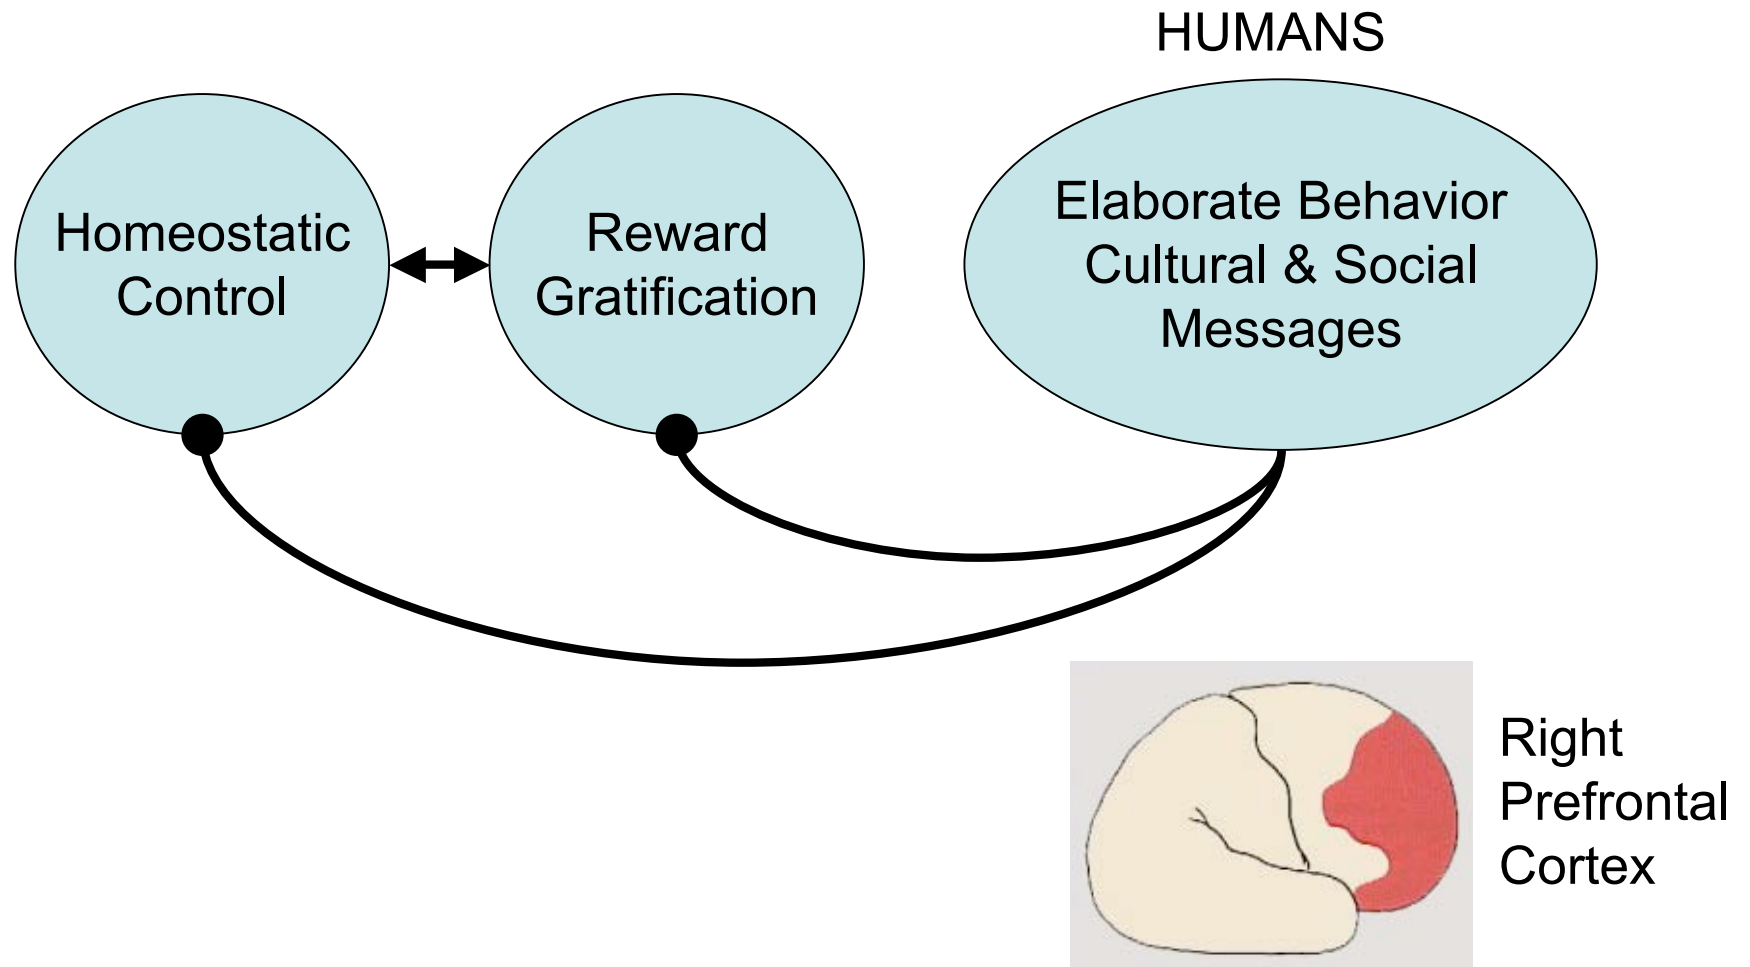 HUMANS
Homeostatic
Control
Reward
Gratification
Elaborate Behavior
Cultural & Social
Messages
Right
Prefrontal
Cortex